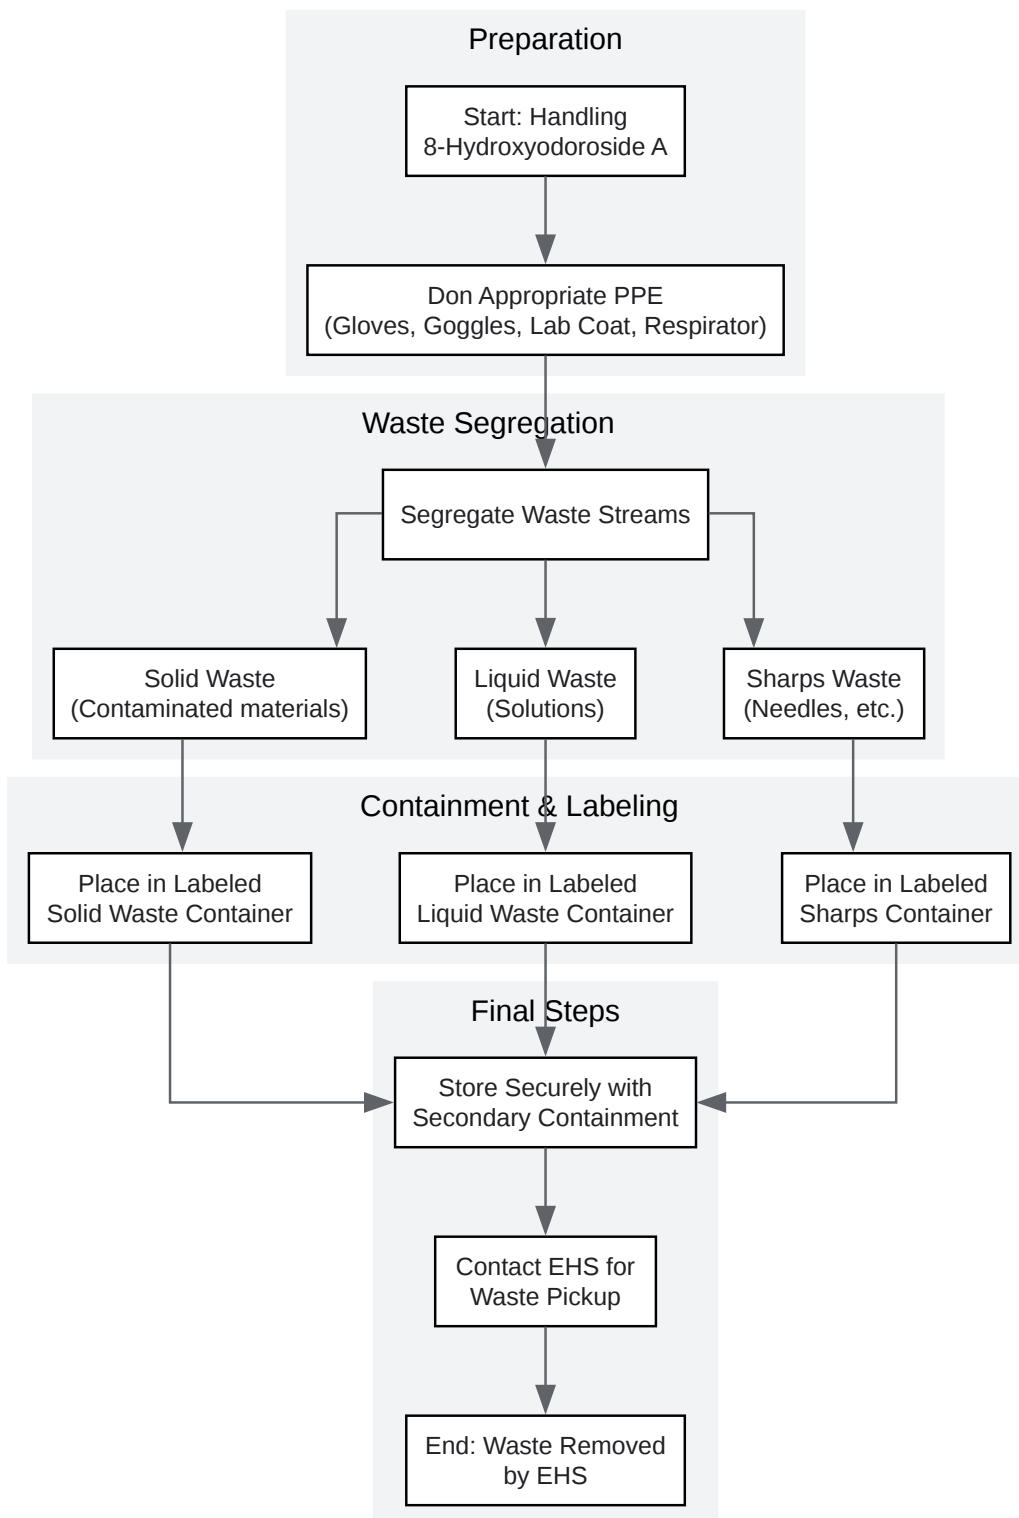 Preparation
Start: Handling
8-Hydroxyodoroside A
Don Appropriate PPE
(Gloves, Goggles, Lab Coat, Respirator)
Waste Segregation
Segregate Waste Streams
Solid Waste
(Contaminated materials)
Liquid Waste
(Solutions)
Sharps Waste
(Needles, etc.)
Containment & Labeling
Place in Labeled
Solid Waste Container
Place in Labeled
Liquid Waste Container
Place in Labeled
Sharps Container
Final Steps
Store Securely with
Secondary Containment
Contact EHS for
Waste Pickup
End: Waste Removed
by EHS